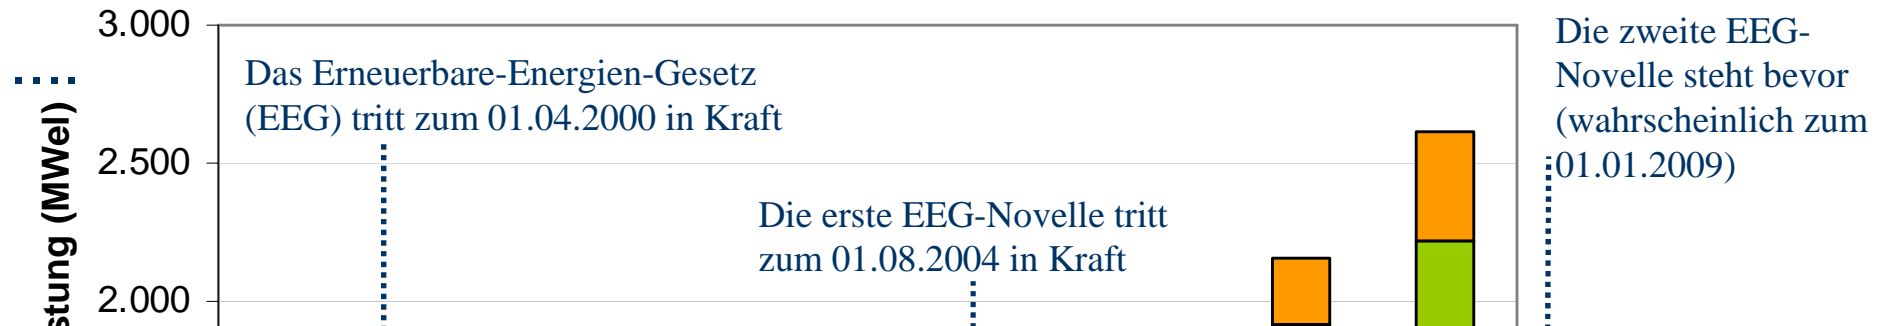 3.000
Das Erneuerbare-Energien-Gesetz
(EEG) tritt zum 01.04.2000 in Kraft
Die zweite EEG-
Novelle steht bevor
(wahrscheinlich zum
01.01.2009)
2.500
Die erste EEG-Novelle tritt
zum 01.08.2004 in Kraft
2.000
stung (MWel)